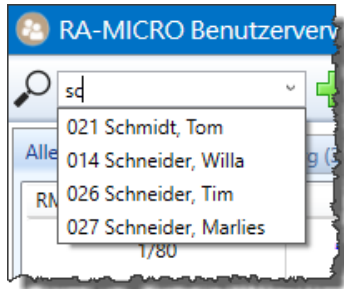 RA-MICRO Benutzerverw
sc
021 Schmidt, Tom
014 Schneider, Willa
026 Schneider, Tim
027 Schneider, Marlies
Alle
g (
RM
1/80